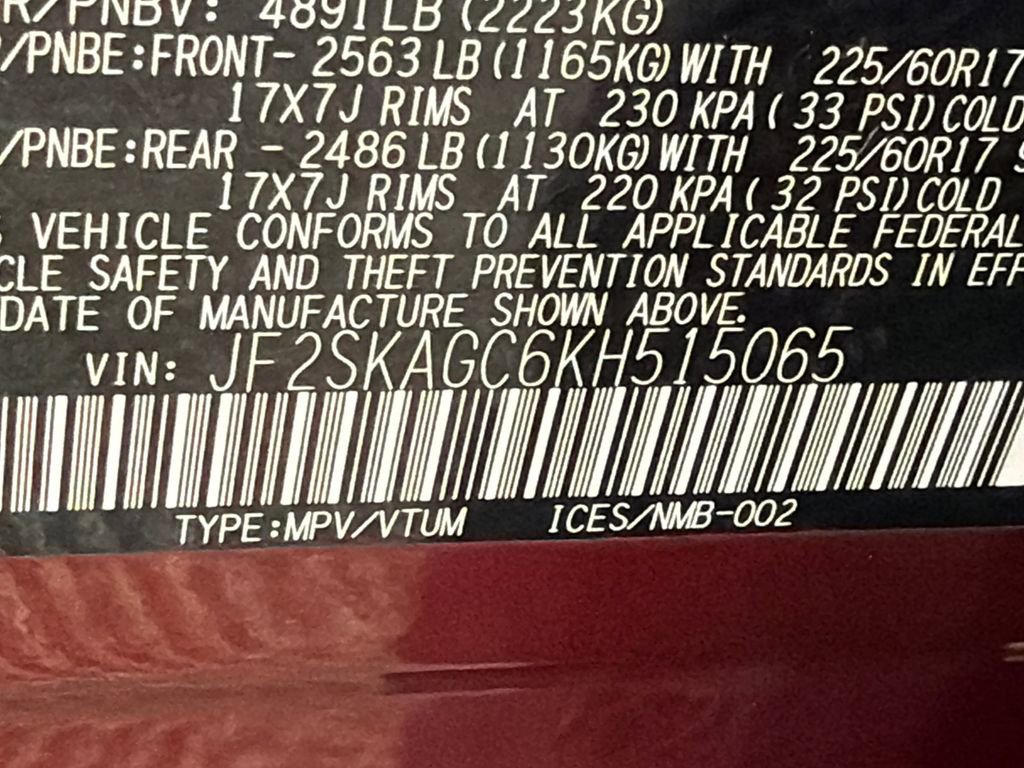 R/PNBV: 4891LB (2223KG)
/PNBE:FRONT- 2563 LB (1165KG) WITH 225/60R17
17X7J RIMS AT 230 KPA ( 33 PSI) COLD
/PNBE:REAR - 2486 LB (1130KG) WITH 225/60R17
17X7J RIMS AT 220 KPA ( 32 PSI) COLD
VEHICLE CONFORMS TO ALL APPLICABLE FEDERAL
CLE SAFETY AND THEFT PREVENTION STANDARDS IN EFF
DATE OF MANUFACTURE SHOWN ABOVE.
VIN: JF2SKAGC6KH515065
TYPE:MPV/VTUM ICES/NMB-002